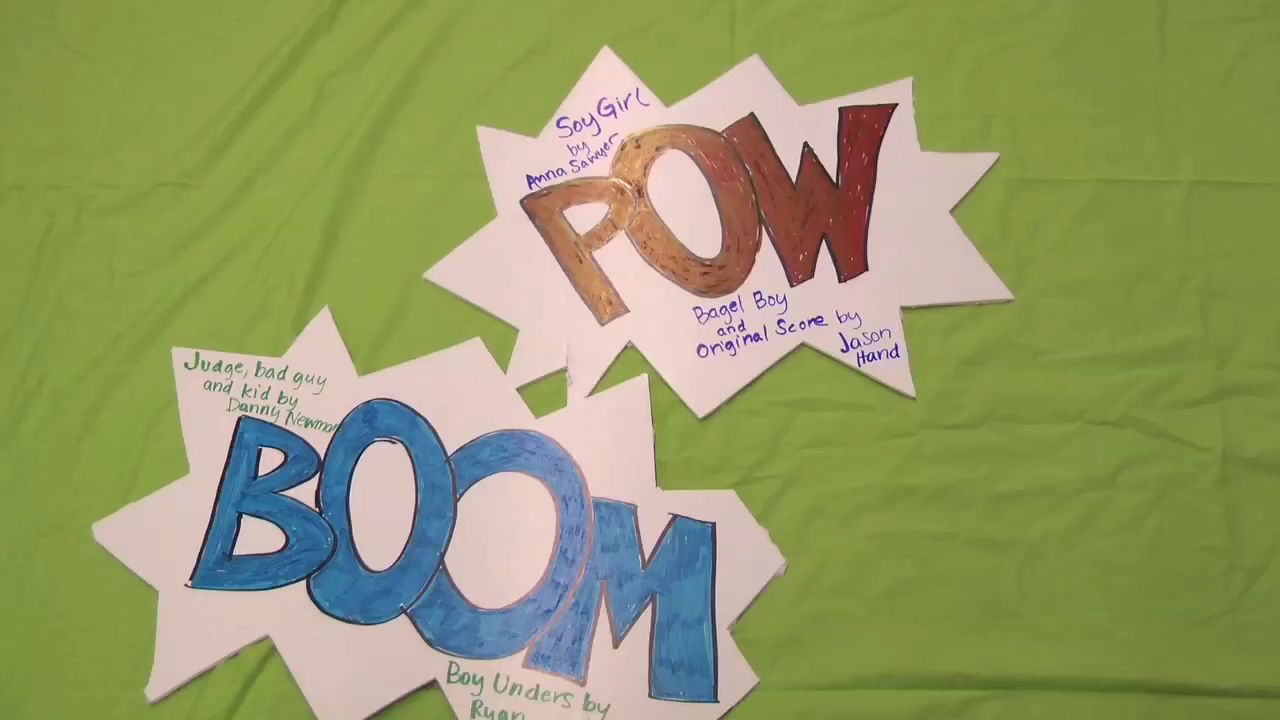 Soy Girl
by
Anna Sawyer
POW
Bagel Boy
and
Original Score by
Jason
Hand
Judge, bad guy
and kid by
Danny Newman
BOOM
Boy Unders by
Ryan